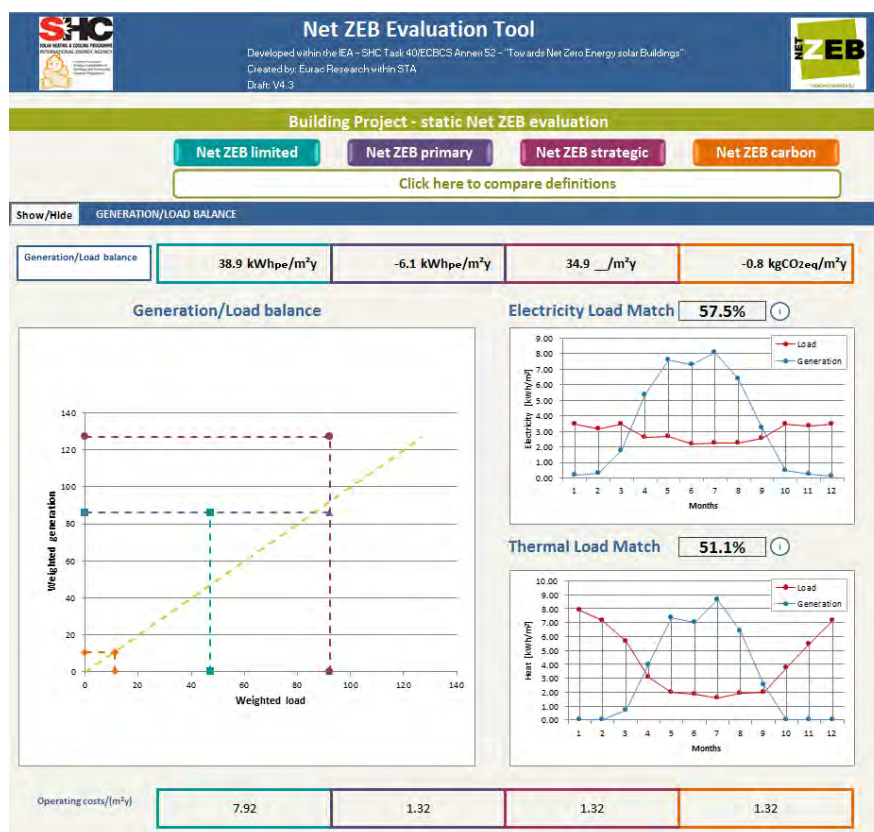 SHC
SOLAR HEATING & COOLING PROGRAMME
INTERNATIONAL ENERGY AGENCY
Net ZEB Evaluation Tool
Developed within the IEA - SHC Task 40/ECBCS Annex 52 - "Towards Net Zero Energy solar Buildings"
Created by: Eurac Research within STA
Draft: V4.3
NET
ZEB
Building Project - static Net ZEB evaluation
Net ZEB limited
Net ZEB primary
Net ZEB strategic
Net ZEB carbon
Click here to compare definitions
Show/Hide
GENERATION/LOAD BALANCE
Generation/Load balance
38.9 kWhpe/m²y
-6.1 kWhpe/m²y
34.9 __/m²y
-0.8 kgCO2eq/m²y
Generation/Load balance
140
120
100
80
60
40
20
0
Weighted generation
0 20 40 60 80 100 120 140
Weighted load
Electricity Load Match 57.5% i
9.00
8.00
7.00
6.00
5.00
4.00
3.00
2.00
1.00
0.00
Electricity [kWh/m²]
Load
Generation
1 2 3 4 5 6 7 8 9 10 11 12
Months
Thermal Load Match 51.1% i
10.00
9.00
8.00
7.00
6.00
5.00
4.00
3.00
2.00
1.00
0.00
Heat [kWh/m²]
Load
Generation
1 2 3 4 5 6 7 8 9 10 11 12
Months
Operating costs/(m²y)
7.92
1.32
1.32
1.32